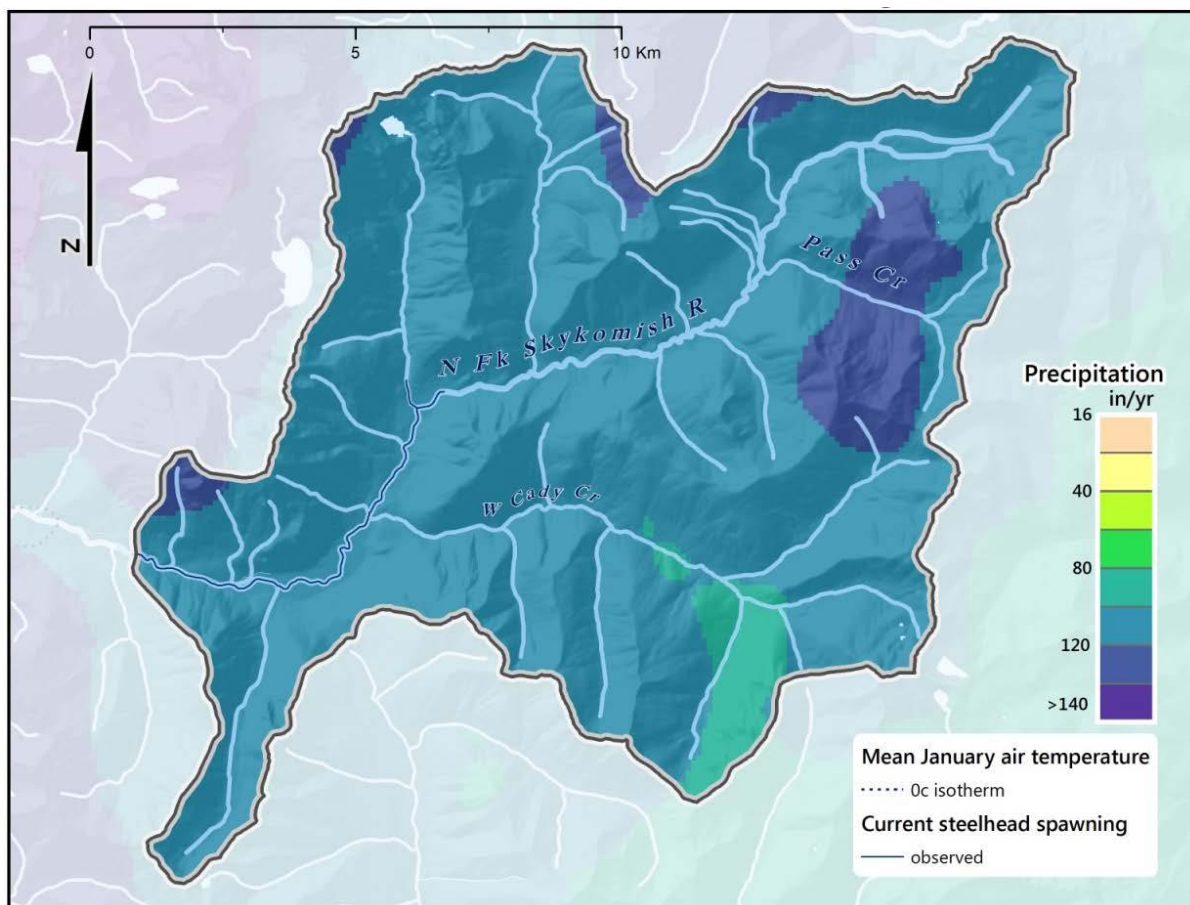 0 5 10 Km
N
Pass Cr
N Fk Skykomish R
W Cady Cr
Precipitation
in/yr
16
40
80
120
>140
Mean January air temperature
0c isotherm
Current steelhead spawning
observed